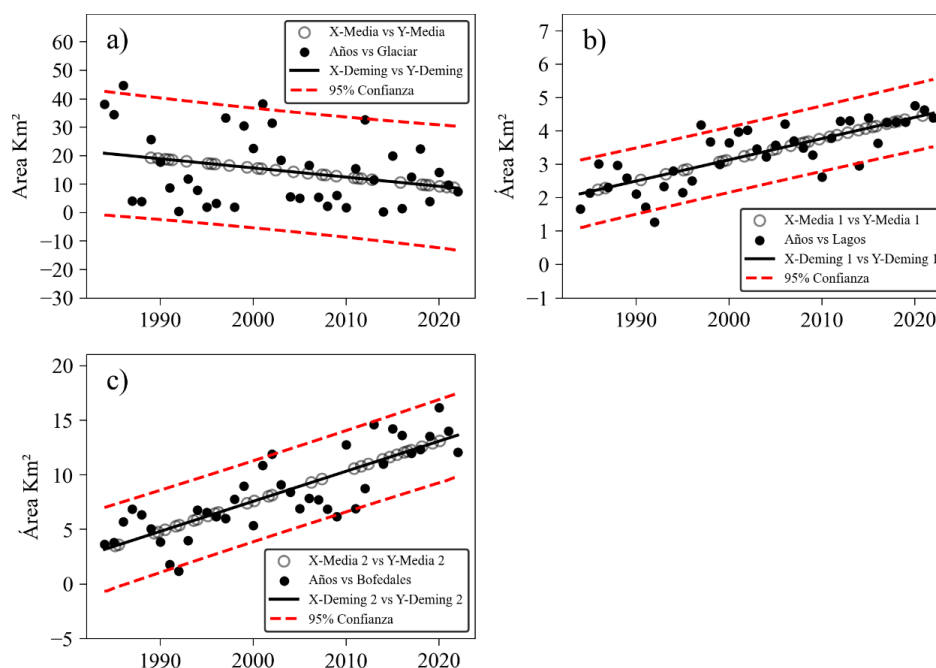 a)
X-Media vs Y-Media
Años vs Glaciar
X-Deming vs Y-Deming
95% Confianza
Área Km²
60
50
40
30
20
10
0
−10
−20
−30
1990
2000
2010
2020
b)
X-Media 1 vs Y-Media 1
Años vs Lagos
X-Deming 1 vs Y-Deming 1
95% Confianza
Área Km²
7
6
5
4
3
2
1
0
−1
1990
2000
2010
2020
c)
X-Media 2 vs Y-Media 2
Años vs Bofedales
X-Deming 2 vs Y-Deming 2
95% Confianza
Área Km²
20
15
10
5
0
−5
1990
2000
2010
2020